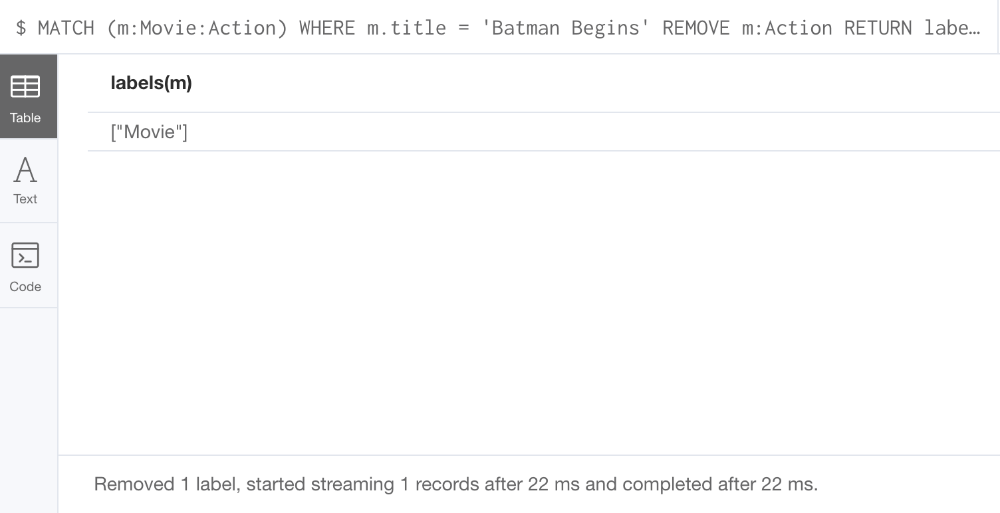 $ MATCH (m:Movie:Action) WHERE m.title = 'Batman Begins' REMOVE m:Action RETURN labe…
labels(m)
Table
["Movie"]
Text
Code
Removed 1 label, started streaming 1 records after 22 ms and completed after 22 ms.